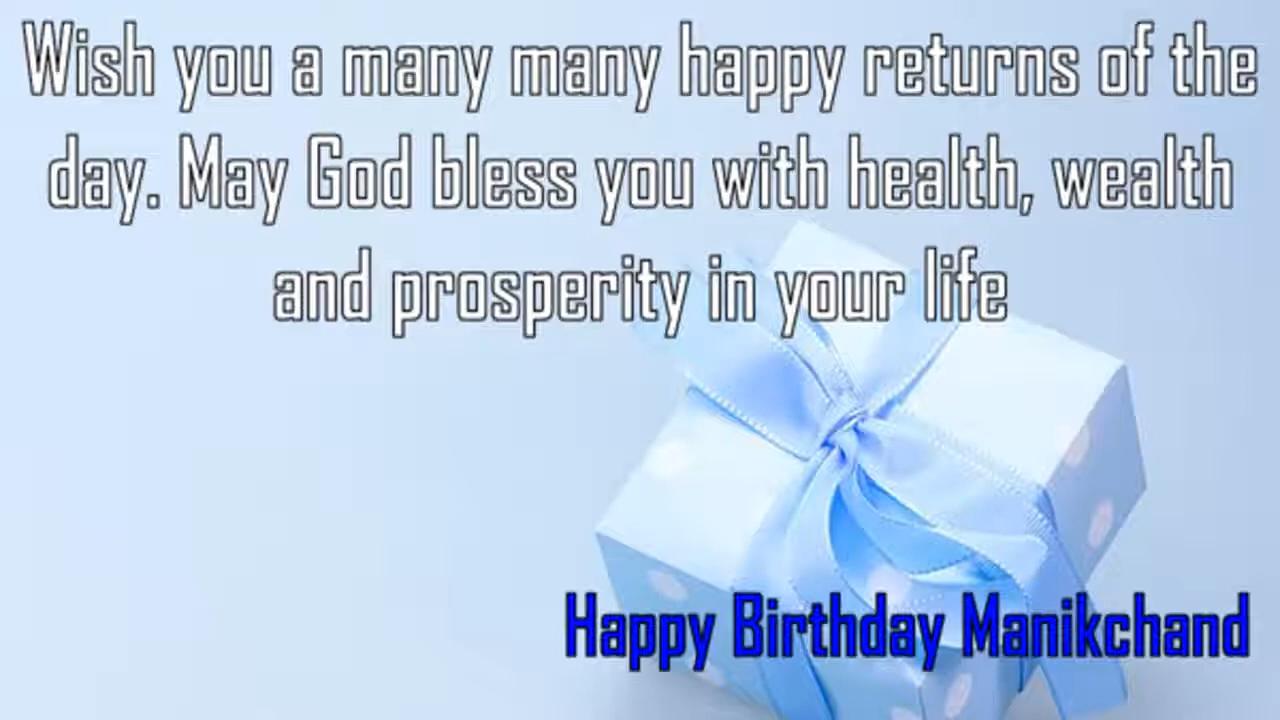 Wish you a many many happy returns of the
day. May God bless you with health, wealth
and prosperity in your life
Happy Birthday Manikchand